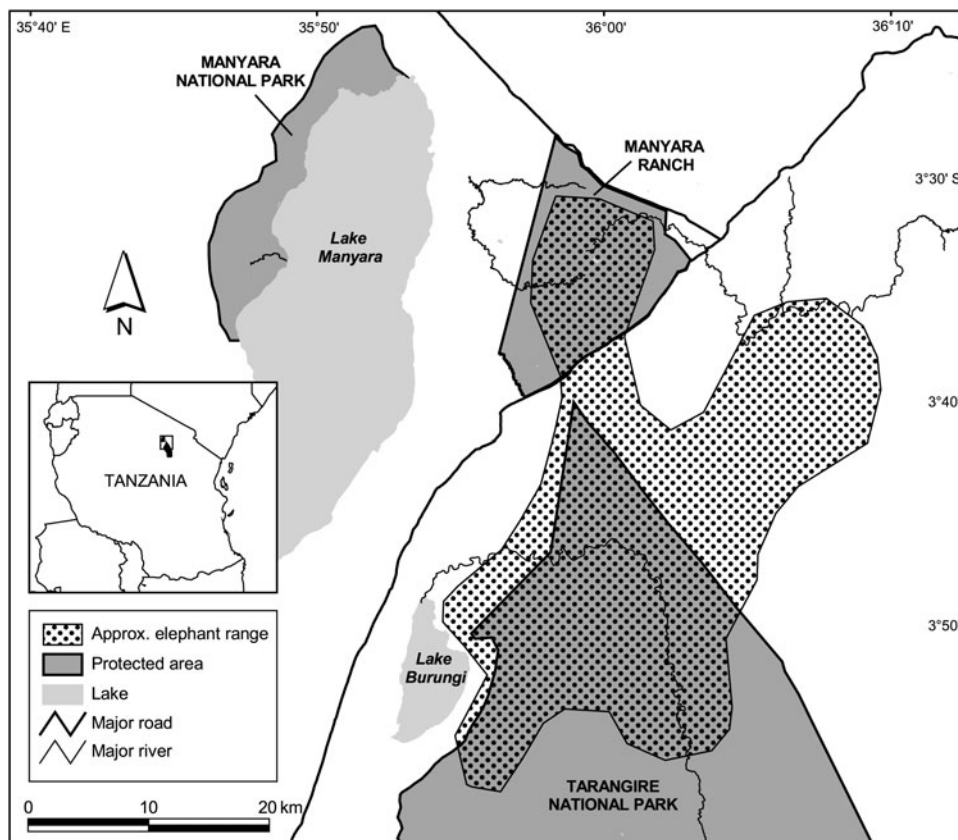 35°40' E
35°50'
36°00'
36°10'
MANYARA
NATIONAL PARK
MANYARA
RANCH
3°30' S
Lake
Manyara
N
3°40'
TANZANIA
3°50'
Approx. elephant range
Protected area
Lake
Major road
Major river
Lake
Burungi
0 10 20 km
TARANGIRE
NATIONAL PARK